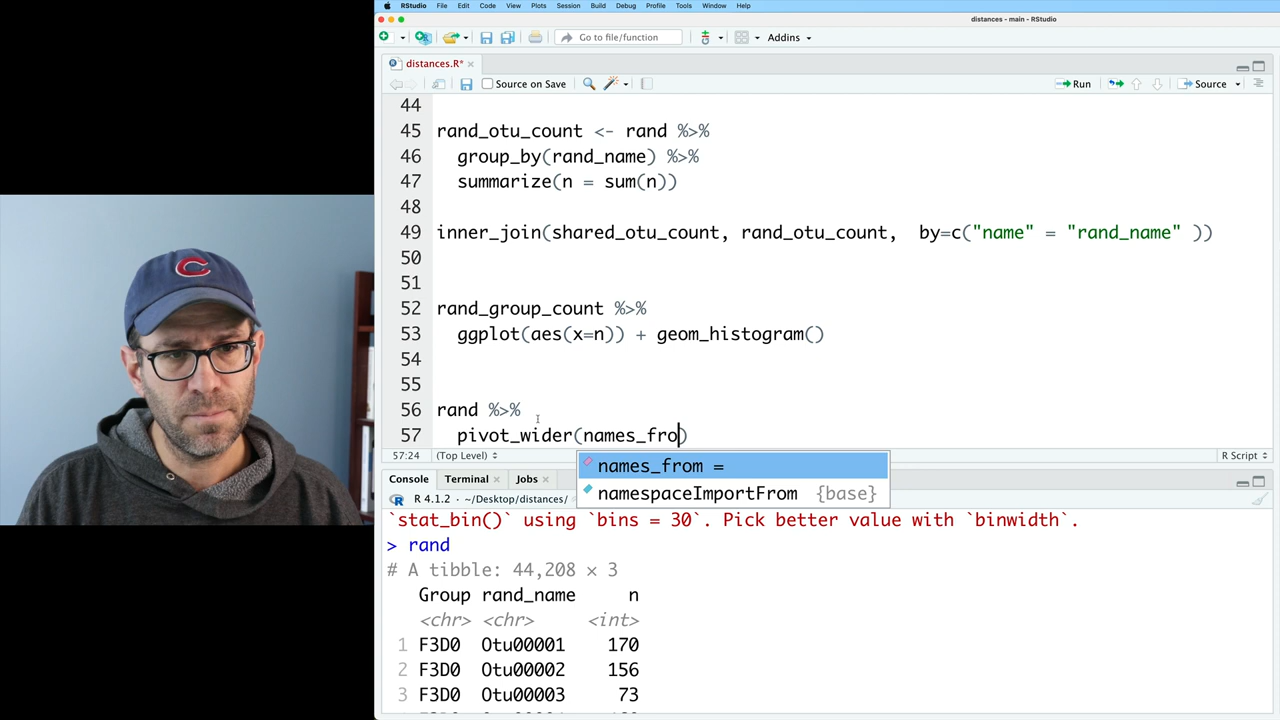 RStudio File Edit Code View Plots Session Build Debug Profile Tools Window Help
distances - main - RStudio
Go to file/function Addins
distances.R*
Source on Save Run Source
44
45 rand_otu_count <- rand %>%
46 group_by(rand_name) %>%
47 summarize(n = sum(n))
48
49 inner_join(shared_otu_count, rand_otu_count,  by=c("name" = "rand_name" ))
50
51
52 rand_group_count %>%
53 ggplot(aes(x=n)) + geom_histogram()
54
55
56 rand %>%
57 pivot_wider(names_fro)
57:24 (Top Level) R Script
names_from =
namespaceImportFrom {base}
Console Terminal Jobs
R 4.1.2 · ~/Desktop/distances/
`stat_bin()` using `bins = 30`. Pick better value with `binwidth`.
> rand
# A tibble: 44,208 × 3
Group rand_name n
<chr> <chr> <int>
1 F3D0 Otu00001 170
2 F3D0 Otu00002 156
3 F3D0 Otu00003 73